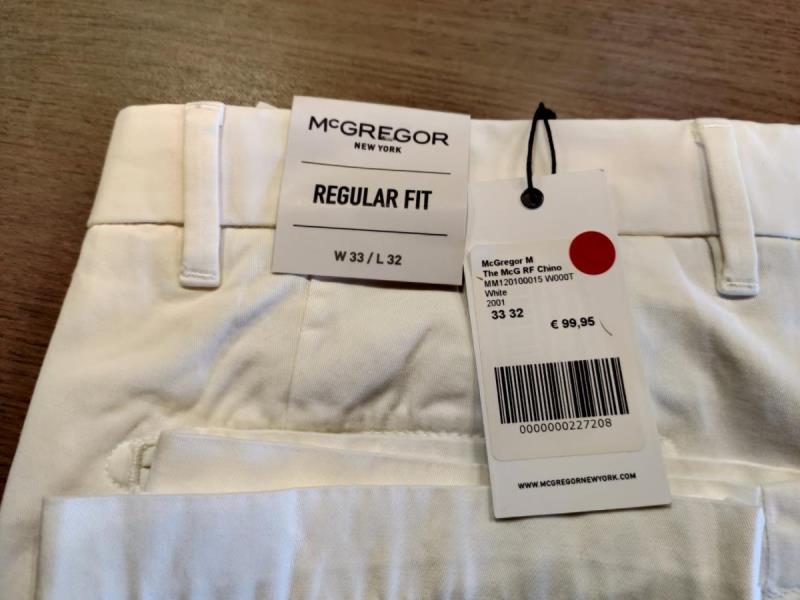 McGREGOR
NEW YORK
REGULAR FIT
W 33 / L 32
McGregor M
The McG RF Chino
MM120100015 W000T
White
2001
33 32
€ 99,95
0000000227208
WWW.MCGREGORNEWYORK.COM